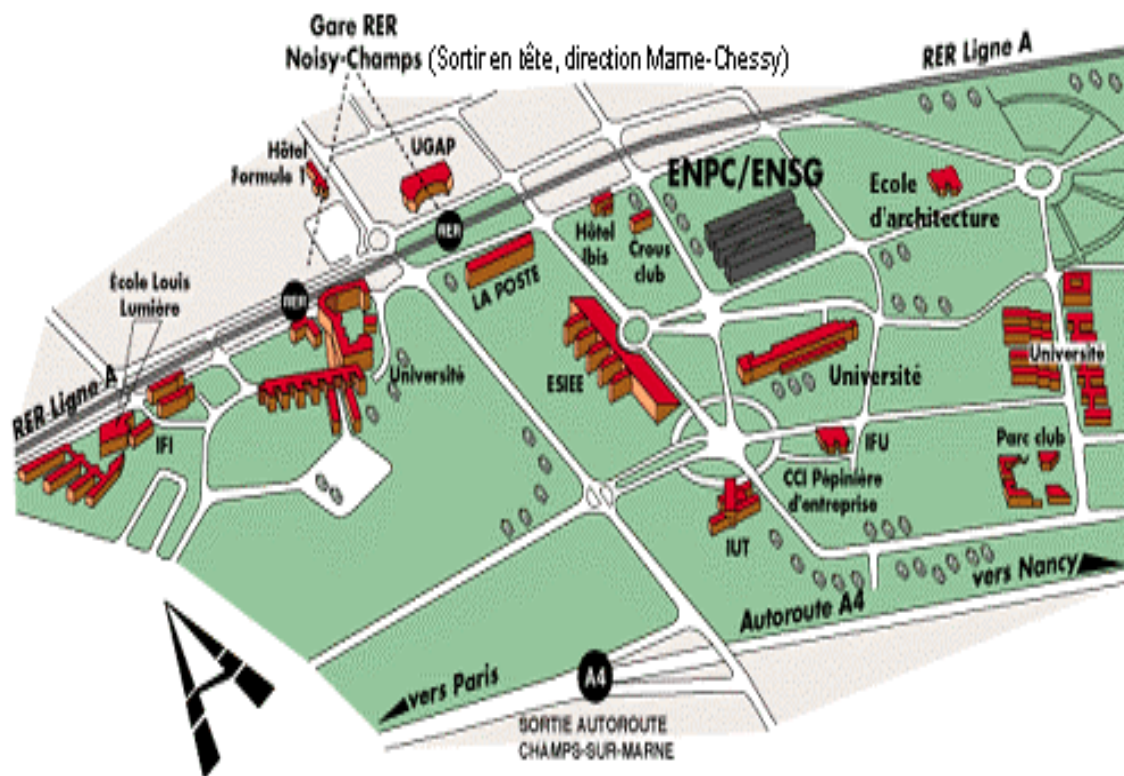 Gare RER
Noisy-Champs (Sortir en tête, direction Marne-Chessy)
RER Ligne A
Hôtel
Formule 1
UGAP
RER
ENPC/ENSG
Ecole
d'architecture
Hôtel
Ibis
Crous
club
LA POSTE
RER
École Louis
Lumière
Université
ESIEE
Université
Université
RER Ligne A
IFI
IFU
Parc club
CCI Pépinière
d'entreprise
IUT
vers Nancy
Autoroute A4
vers Paris
A4
SORTIE AUTOROUTE
CHAMPS-SUR-MARNE